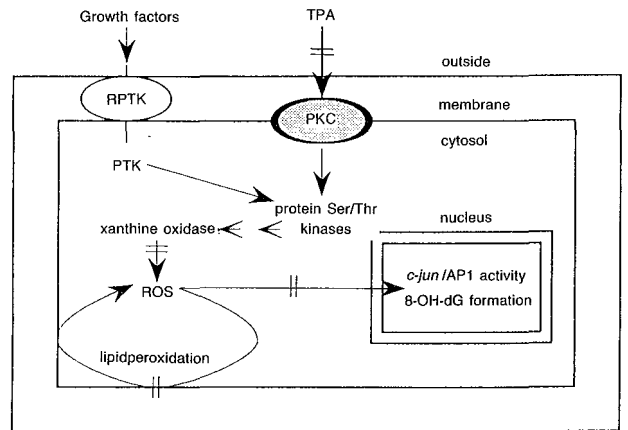 Growth factors
TPA
outside
RPTK
PKC
membrane
cytosol
PTK
protein Ser/Thr
kinases
xanthine oxidase
nucleus
c-jun/AP1 activity
8-OH-dG formation
ROS
lipidperoxidation